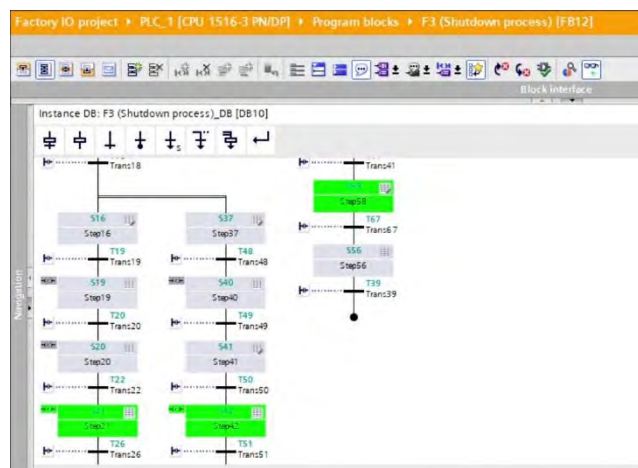 Factory IO project ▸ PLC_1 [CPU 1516-3 PN/DP] ▸ Program blocks ▸ F3 (Shutdown process) [FB12]
Block interface
Instance DB: F3 (Shutdown process)_DB [DB10]
Navigation
Trans18
S16
Step16
T19
Trans19
S19
Step19
T20
Trans20
S20
Step20
T22
Trans22
Step21
T26
Trans26
S37
Step37
T48
Trans48
S40
Step40
T49
Trans49
S41
Step41
T50
Trans50
Step42
T51
Trans51
Trans41
Step58
T67
Trans67
S56
Step56
T39
Trans39